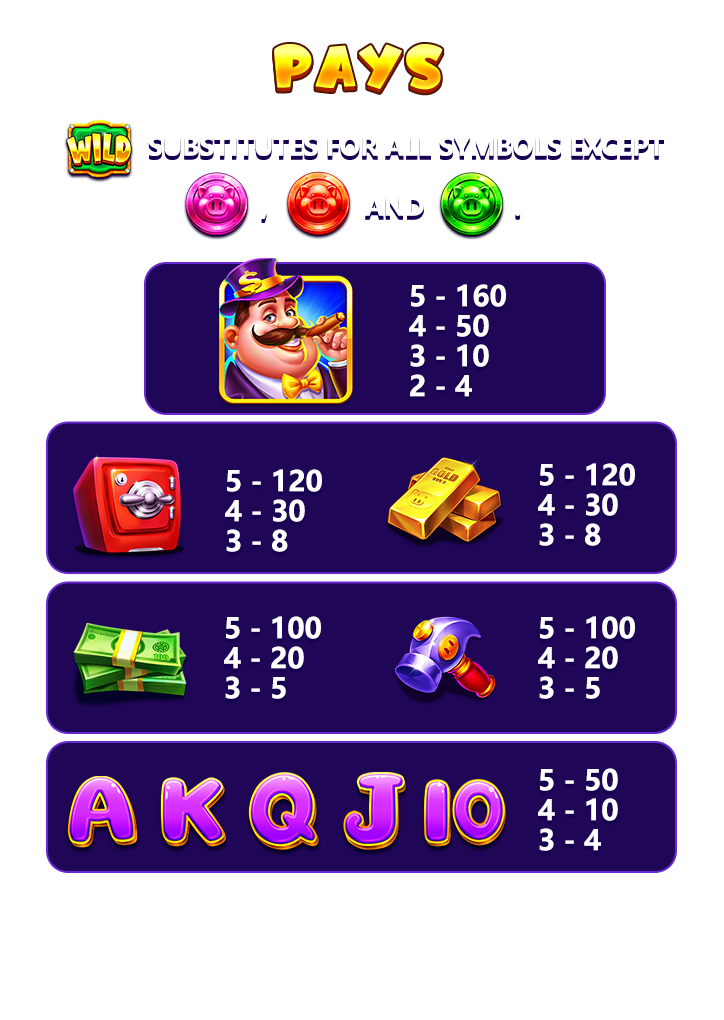 PAYS
WILD SUBSTITUTES FOR ALL SYMBOLS EXCEPT
, AND .
$
5 - 160
4 - 50
3 - 10
2 - 4
5 - 120
4 - 30
3 - 8
GOLD
5 - 120
4 - 30
3 - 8
5 - 100
4 - 20
3 - 5
5 - 100
4 - 20
3 - 5
A K Q J 10
5 - 50
4 - 10
3 - 4